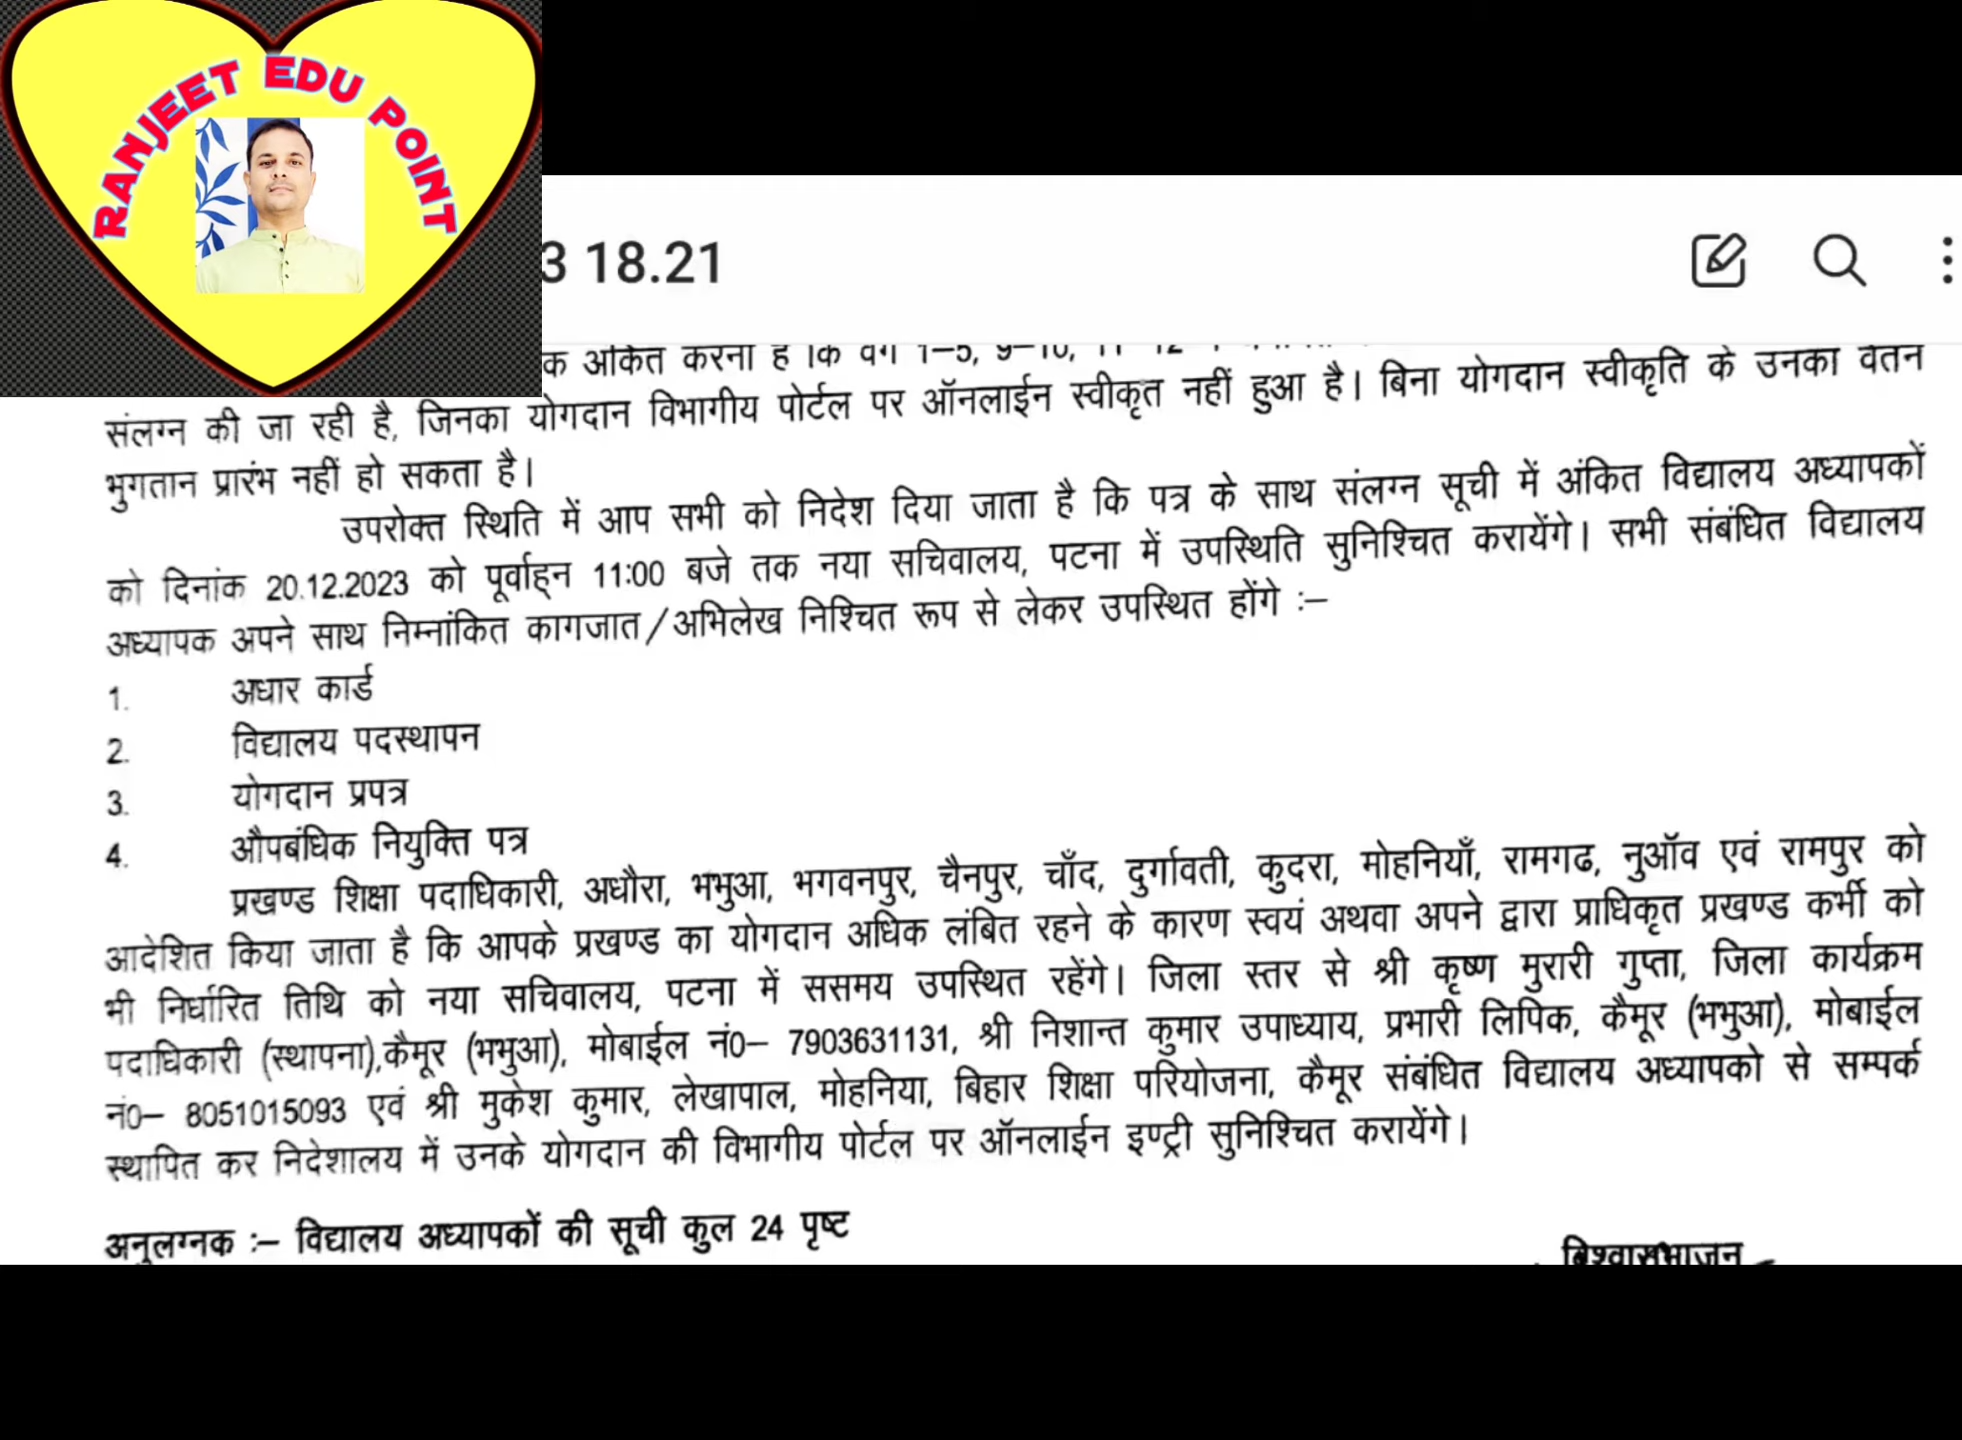 RANJEET EDU POINT
3 18.21
क अंकित करना है कि वर्ग 1–5, 9–10, 11–12
संलग्न की जा रही है, जिनका योगदान विभागीय पोर्टल पर ऑनलाईन स्वीकृत नहीं हुआ है। बिना योगदान स्वीकृति के उनका वेतन
भुगतान प्रारंभ नहीं हो सकता है।
उपरोक्त स्थिति में आप सभी को निदेश दिया जाता है कि पत्र के साथ संलग्न सूची में अंकित विद्यालय अध्यापकों
को दिनांक 20.12.2023 को पूर्वाह्न 11:00 बजे तक नया सचिवालय, पटना में उपस्थिति सुनिश्चित करायेंगे। सभी संबंधित विद्यालय
अध्यापक अपने साथ निम्नांकित कागजात/अभिलेख निश्चित रूप से लेकर उपस्थित होंगे :–
1. अधार कार्ड
2. विद्यालय पदस्थापन
3. योगदान प्रपत्र
4. औपबंधिक नियुक्ति पत्र
प्रखण्ड शिक्षा पदाधिकारी, अधौरा, भभुआ, भगवनपुर, चैनपुर, चाँद, दुर्गावती, कुदरा, मोहनियाँ, रामगढ, नुऑव एवं रामपुर को
आदेशित किया जाता है कि आपके प्रखण्ड का योगदान अधिक लंबित रहने के कारण स्वयं अथवा अपने द्वारा प्राधिकृत प्रखण्ड कर्मी को
भी निर्धारित तिथि को नया सचिवालय, पटना में ससमय उपस्थित रहेंगे। जिला स्तर से श्री कृष्ण मुरारी गुप्ता, जिला कार्यक्रम
पदाधिकारी (स्थापना),कैमूर (भभुआ), मोबाईल नं0– 7903631131, श्री निशान्त कुमार उपाध्याय, प्रभारी लिपिक, कैमूर (भभुआ), मोबाईल
नं0– 8051015093 एवं श्री मुकेश कुमार, लेखापाल, मोहनिया, बिहार शिक्षा परियोजना, कैमूर संबंधित विद्यालय अध्यापको से सम्पर्क
स्थापित कर निदेशालय में उनके योगदान की विभागीय पोर्टल पर ऑनलाईन इण्ट्री सुनिश्चित करायेंगे।
अनुलग्नक :– विद्यालय अध्यापकों की सूची कुल 24 पृष्ट
विश्वासभाजन